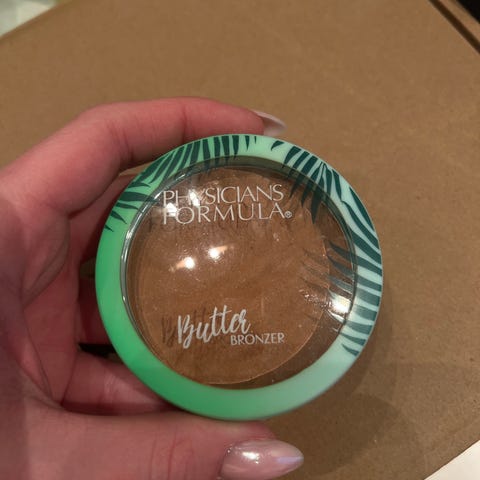 PHYSICIANS
FORMULA®
Butter
BRONZER